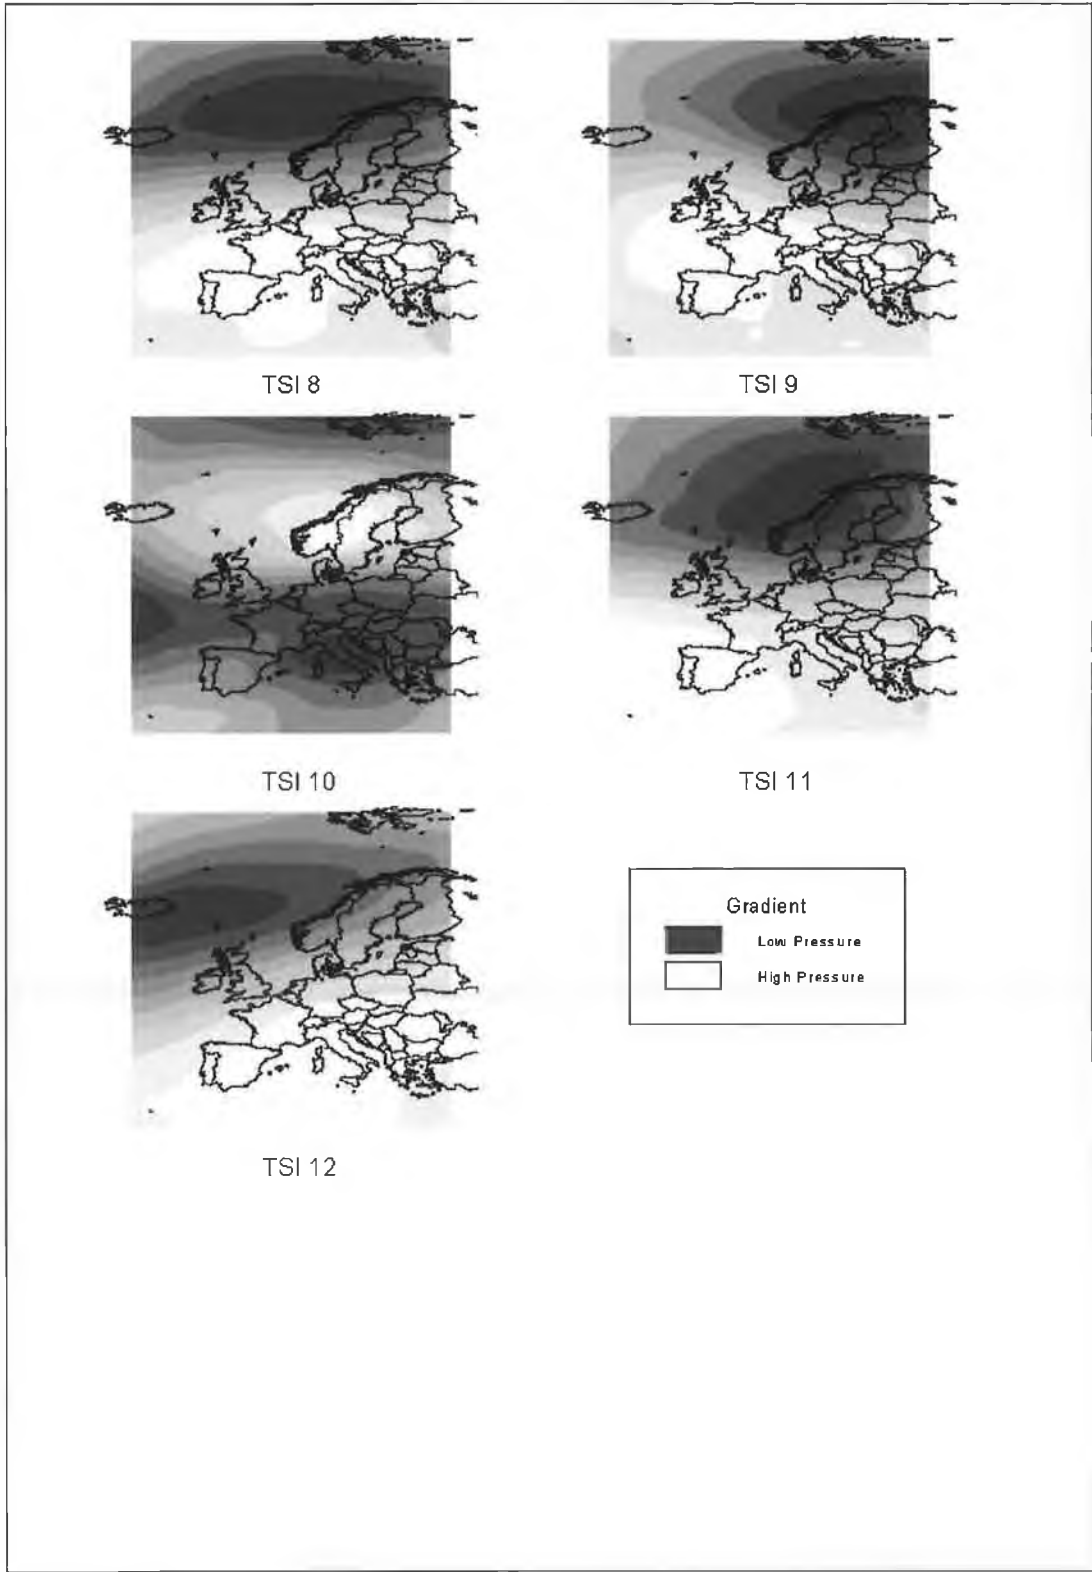 TSI 8
TSI 9
TSI 10
TSI 11
TSI 12
Gradient
Low Pressure
High Pressure